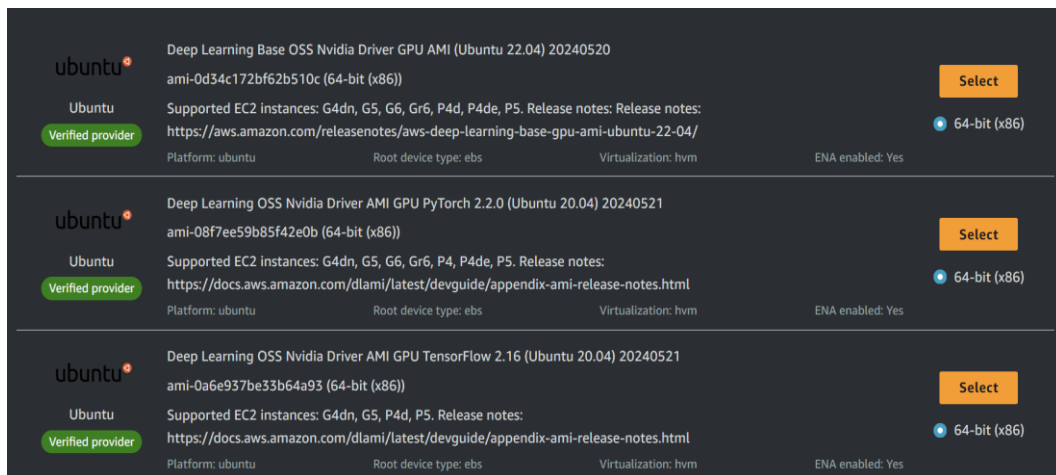 ubuntu
Deep Learning Base OSS Nvidia Driver GPU AMI (Ubuntu 22.04) 20240520
ami-0d34c172bf62b510c (64-bit (x86))
Select
Ubuntu
Supported EC2 instances: G4dn, G5, G6, Gr6, P4d, P4de, P5. Release notes: Release notes:
64-bit (x86)
Verified provider
https://aws.amazon.com/releasenotes/aws-deep-learning-base-gpu-ami-ubuntu-22-04/
Platform: ubuntu Root device type: ebs Virtualization: hvm ENA enabled: Yes
ubuntu
Deep Learning OSS Nvidia Driver AMI GPU PyTorch 2.2.0 (Ubuntu 20.04) 20240521
ami-08f7ee59b85f42e0b (64-bit (x86))
Select
Ubuntu
Supported EC2 instances: G4dn, G5, G6, Gr6, P4, P4de, P5. Release notes:
64-bit (x86)
Verified provider
https://docs.aws.amazon.com/dlami/latest/devguide/appendix-ami-release-notes.html
Platform: ubuntu Root device type: ebs Virtualization: hvm ENA enabled: Yes
ubuntu
Deep Learning OSS Nvidia Driver AMI GPU TensorFlow 2.16 (Ubuntu 20.04) 20240521
ami-0a6e937be33b64a93 (64-bit (x86))
Select
Ubuntu
Supported EC2 instances: G4dn, G5, P4d, P5. Release notes:
64-bit (x86)
Verified provider
https://docs.aws.amazon.com/dlami/latest/devguide/appendix-ami-release-notes.html
Platform: ubuntu Root device type: ebs Virtualization: hvm ENA enabled: Yes